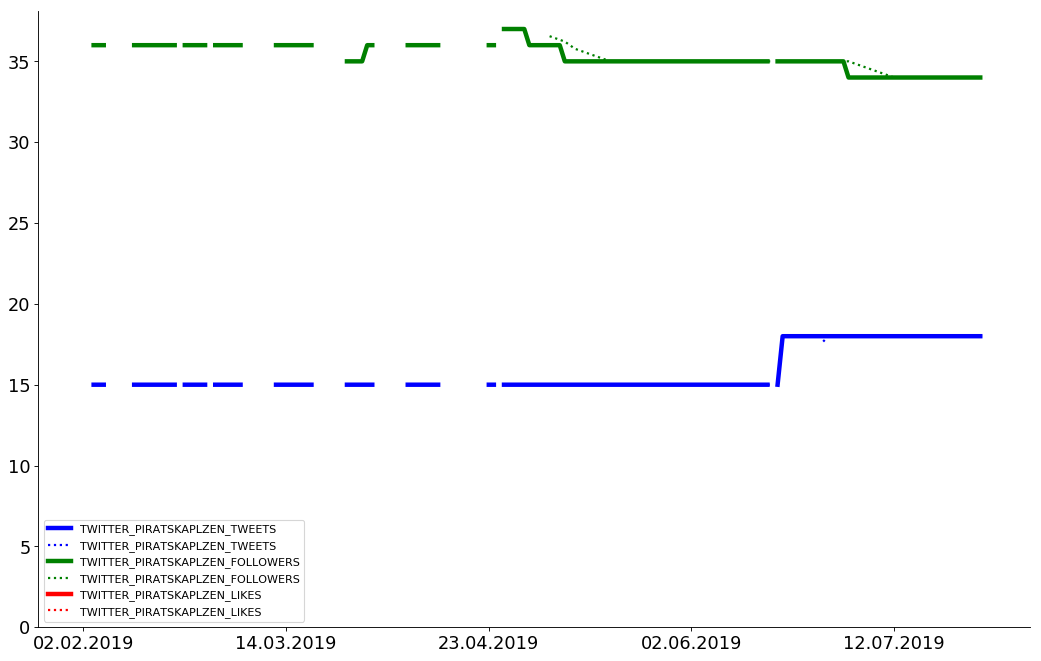 35
30
25
20
15
10
5
0
TWITTER_PIRATSKAPLZEN_TWEETS
TWITTER_PIRATSKAPLZEN_TWEETS
TWITTER_PIRATSKAPLZEN_FOLLOWERS
TWITTER_PIRATSKAPLZEN_FOLLOWERS
TWITTER_PIRATSKAPLZEN_LIKES
TWITTER_PIRATSKAPLZEN_LIKES
02.02.2019 14.03.2019 23.04.2019 02.06.2019 12.07.2019